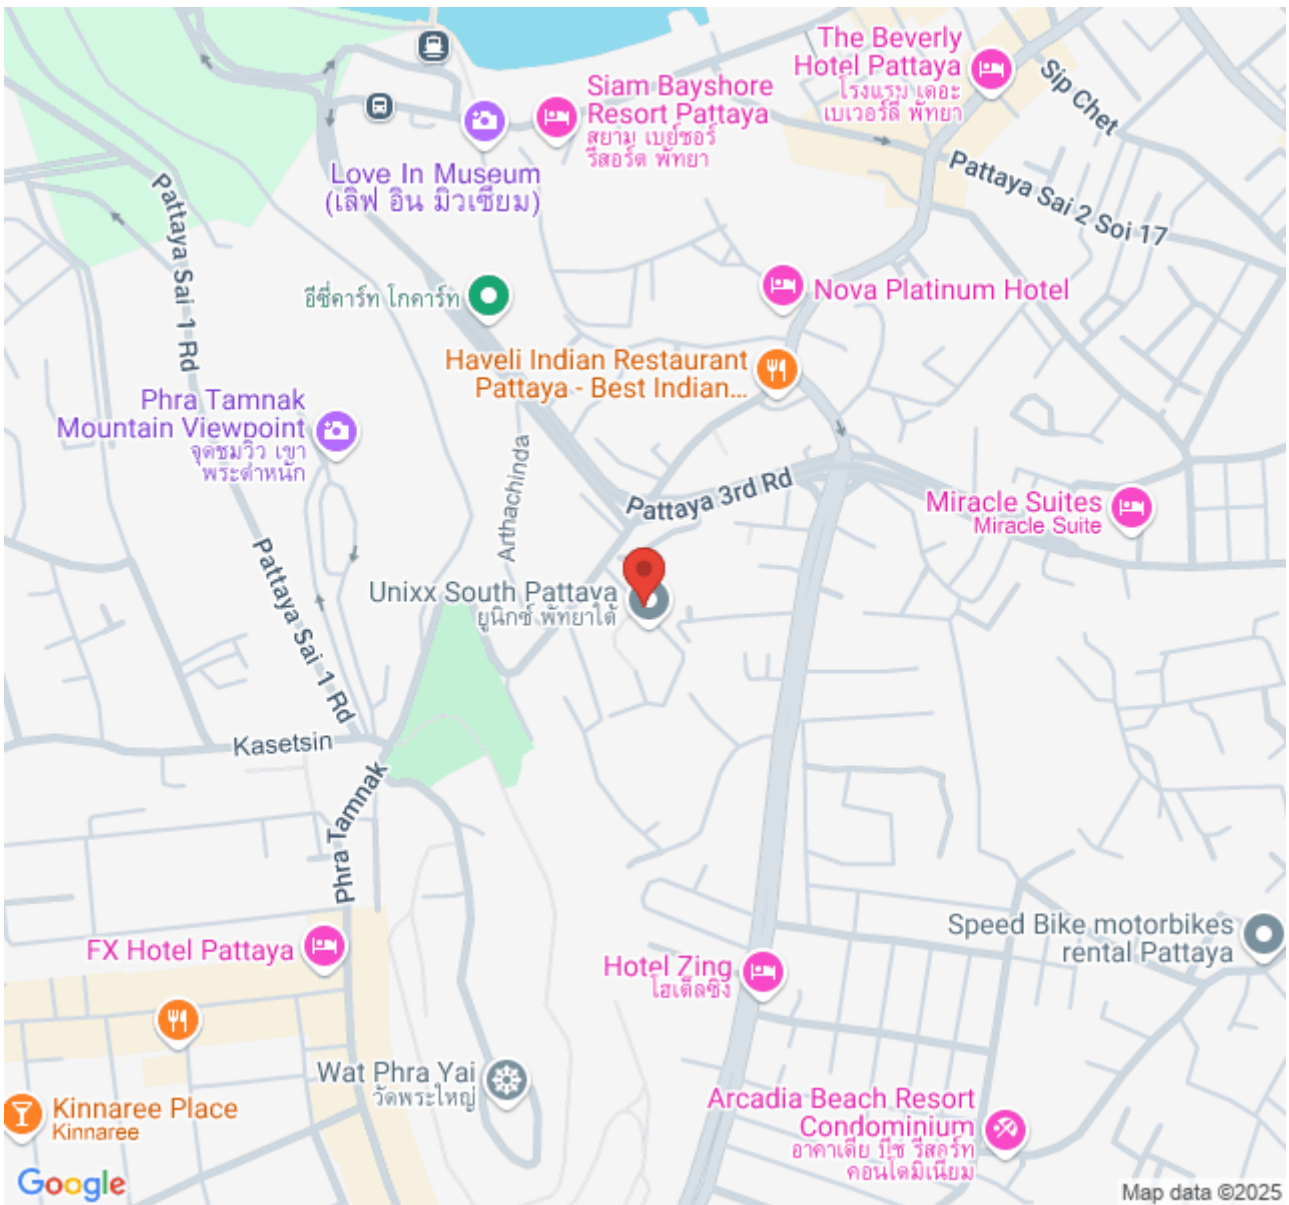 The Beverly
Hotel Pattaya
โรงแรม เดอะ
เบเวอร์ลี่ พัทยา
Sip Chet
Siam Bayshore
Resort Pattaya
สยาม เบย์ชอร์
รีสอร์ต พัทยา
Love In Museum
(เลิฟ อิน มิวเซียม)
Pattaya Sai 2 Soi 17
Pattaya Sai 1 Rd
อีซี่คาร์ท โกคาร์ท
Nova Platinum Hotel
Haveli Indian Restaurant
Pattaya - Best Indian...
Phra Tamnak
Mountain Viewpoint
จุดชมวิว เขา
พระตำหนัก
Arthachinda
Pattaya 3rd Rd
Miracle Suites
Miracle Suite
Pattaya Sai 1 Rd
Unixx South Pattaya
ยูนิกซ์ พัทยาใต้
Kasetsin
Phra Tamnak
FX Hotel Pattaya
Speed Bike motorbikes
rental Pattaya
Hotel Zing
โฮเต็ลซิง
Wat Phra Yai
วัดพระใหญ่
Kinnaree Place
Kinnaree
Arcadia Beach Resort
Condominium
อาคาเดีย บีช รีสอร์ท
คอนโดมิเนียม
Google
Map data ©2025